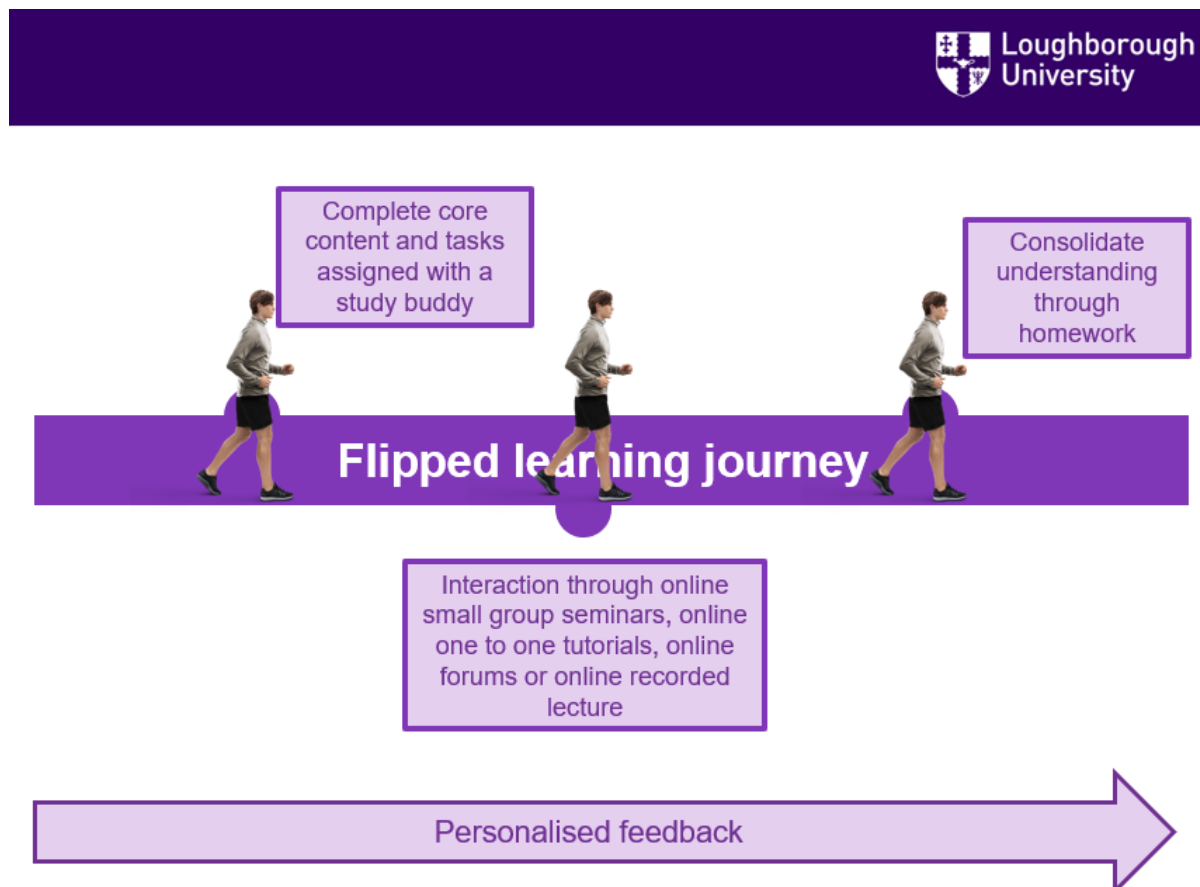 Loughborough
University
Complete core
content and tasks
assigned with a
study buddy
Consolidate
understanding
through
homework
Flipped learning journey
Interaction through online
small group seminars, online
one to one tutorials, online
forums or online recorded
lecture
Personalised feedback